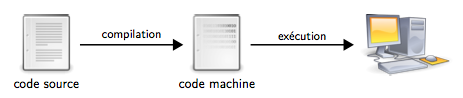 compilation
exécution
code source
code machine